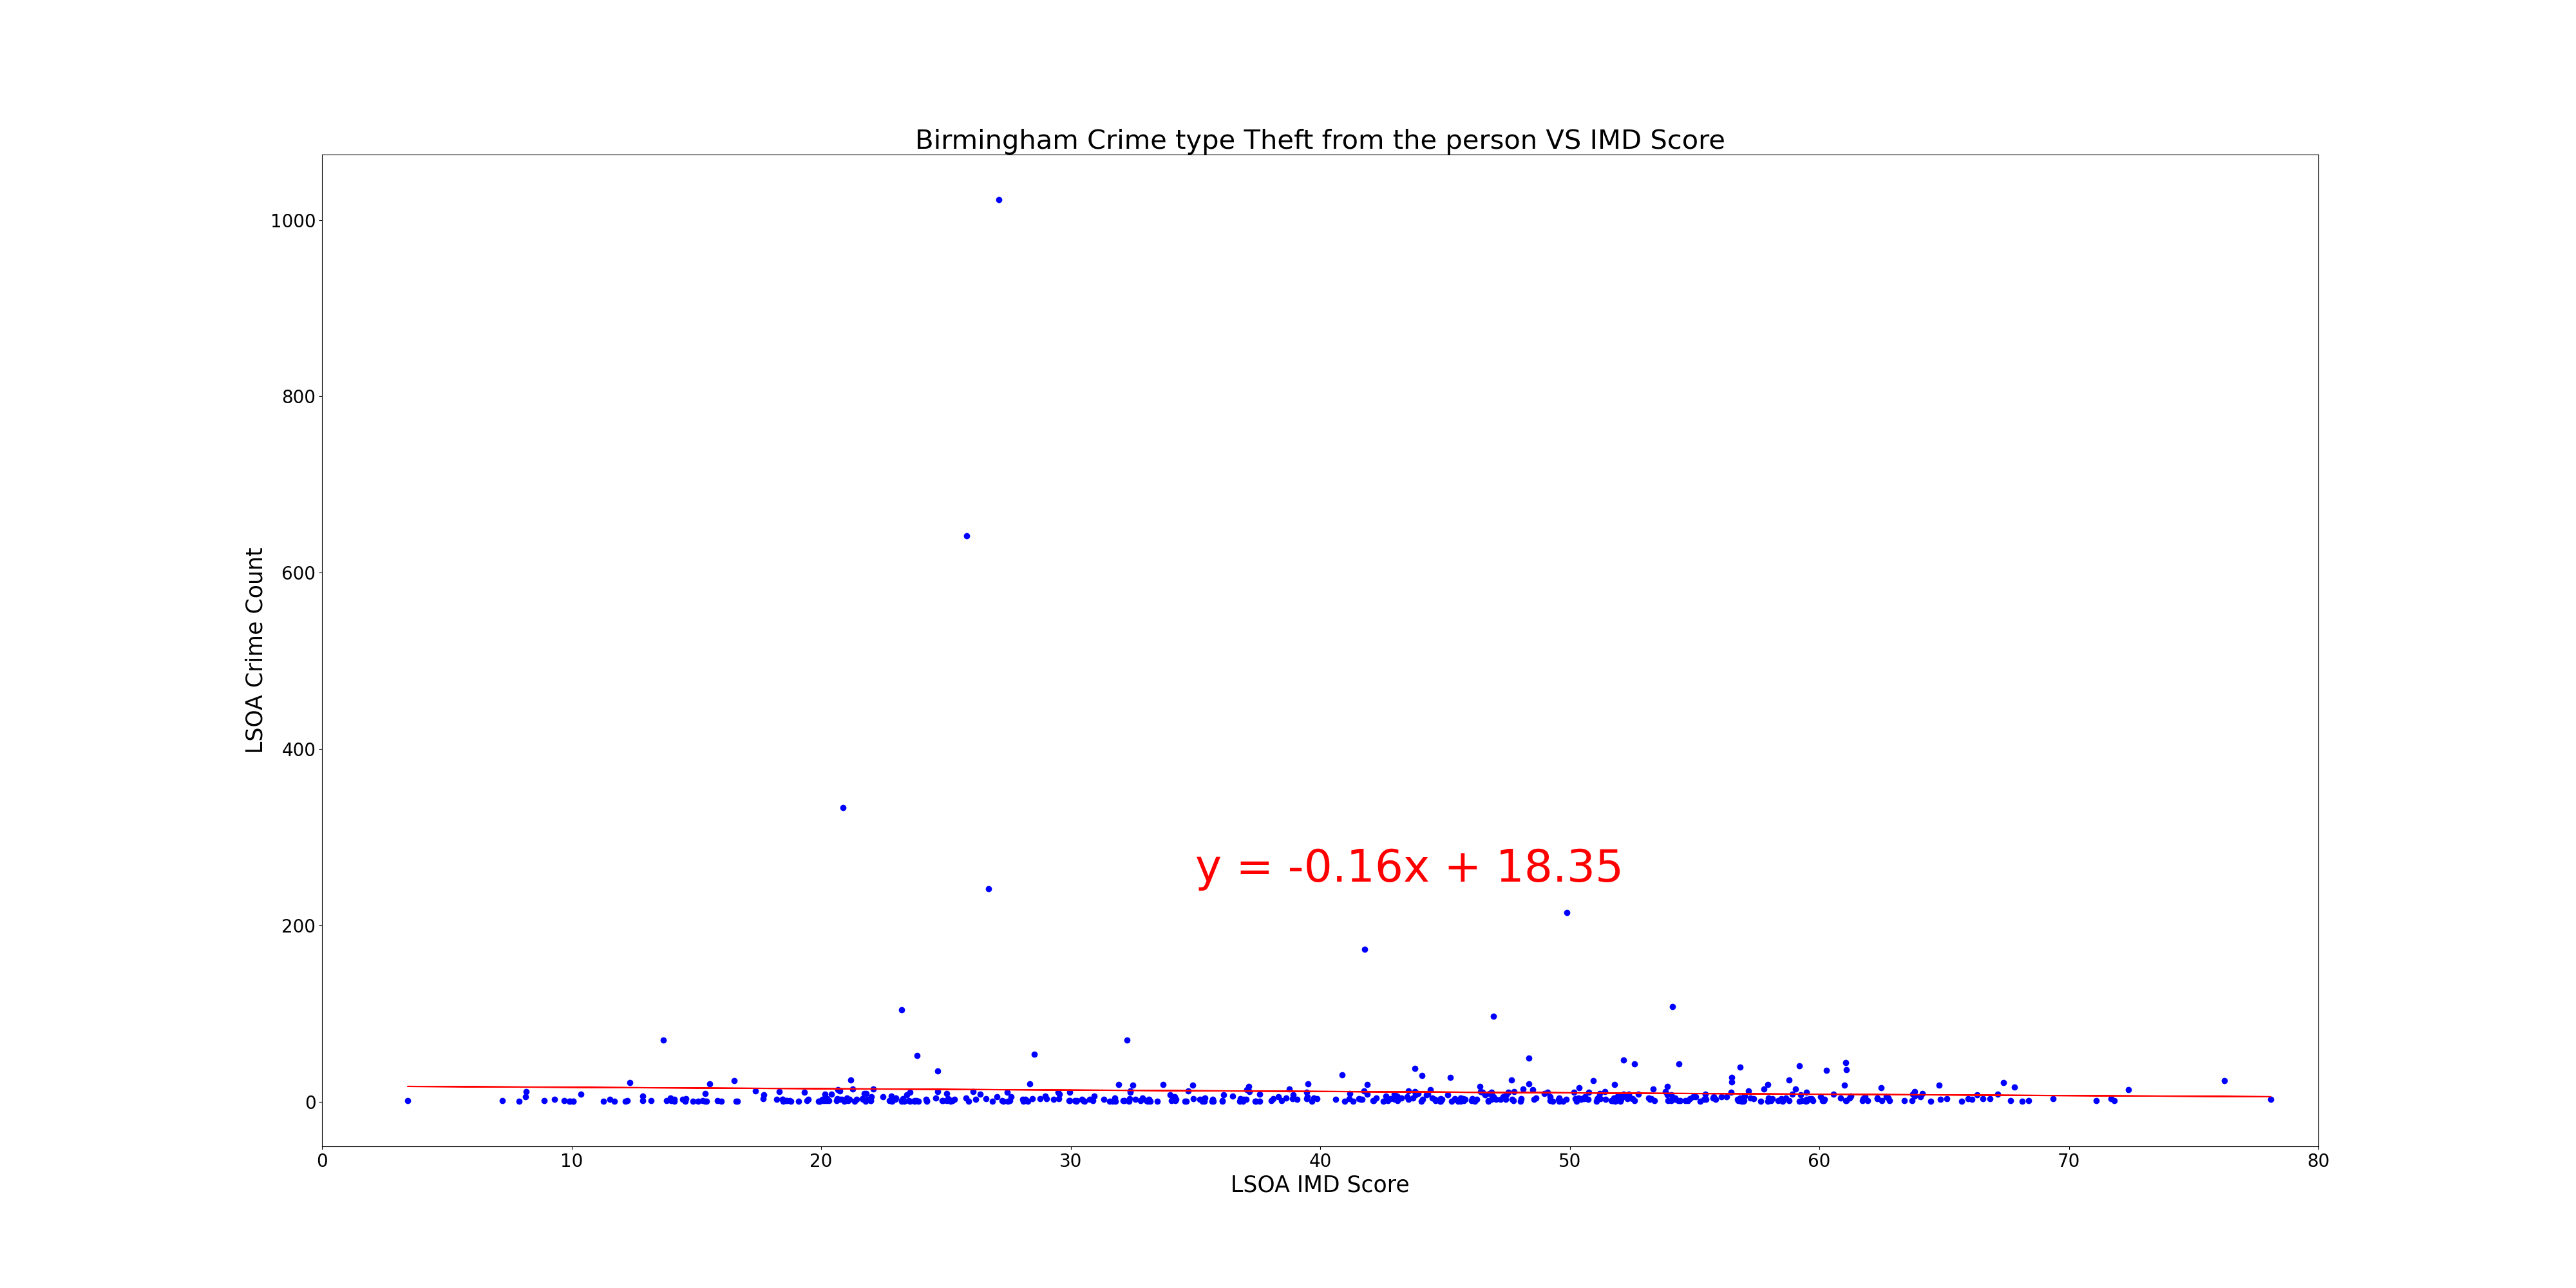 Birmingham Crime type Theft from the person VS IMD Score
1000
800
600
400
200
0
LSOA Crime Count
y = -0.16x + 18.35
0 10 20 30 40 50 60 70 80
LSOA IMD Score